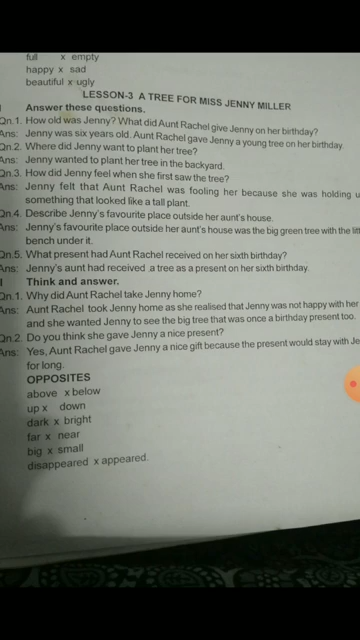 full x empty
happy x sad
beautiful x ugly
LESSON-3 A TREE FOR MISS JENNY MILLER
I Answer these questions.
Qn.1. How old was Jenny? What did Aunt Rachel give Jenny on her birthday?
Ans: Jenny was six years old. Aunt Rachel gave Jenny a young tree on her birthday.
Qn.2. Where did Jenny want to plant her tree?
Ans: Jenny wanted to plant her tree in the backyard.
Qn.3. How did Jenny feel when she first saw the tree?
Ans: Jenny felt that Aunt Rachel was fooling her because she was holding
something that looked like a tall plant.
Qn.4. Describe Jenny's favourite place outside her aunt's house.
Ans: Jenny's favourite place outside her aunt's house was the big green tree with the
bench under it.
Qn.5. What present had Aunt Rachel received on her sixth birthday?
Ans: Jenny's aunt had received a tree as a present on her sixth birthday.
I Think and answer.
Qn.1. Why did Aunt Rachel take Jenny home?
Ans: Aunt Rachel took Jenny home as she realised that Jenny was not happy with her
and she wanted Jenny to see the big tree that was once a birthday present too.
Qn.2. Do you think she gave Jenny a nice present?
Ans: Yes, Aunt Rachel gave Jenny a nice gift because the present would stay with
for long.
OPPOSITES
above x below
up x down
dark x bright
far x near
big x small
disappeared x appeared.